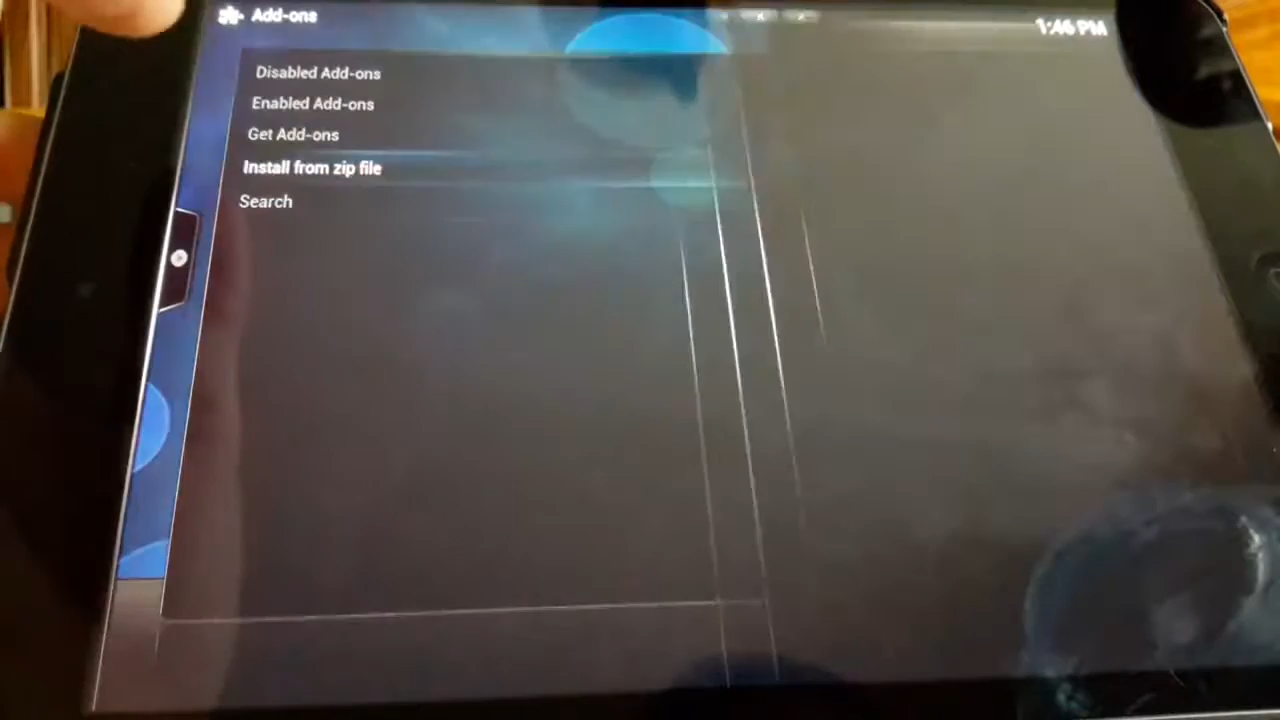 Add-ons
1:46 PM
Disabled Add-ons
Enabled Add-ons
Get Add-ons
Install from zip file
Search